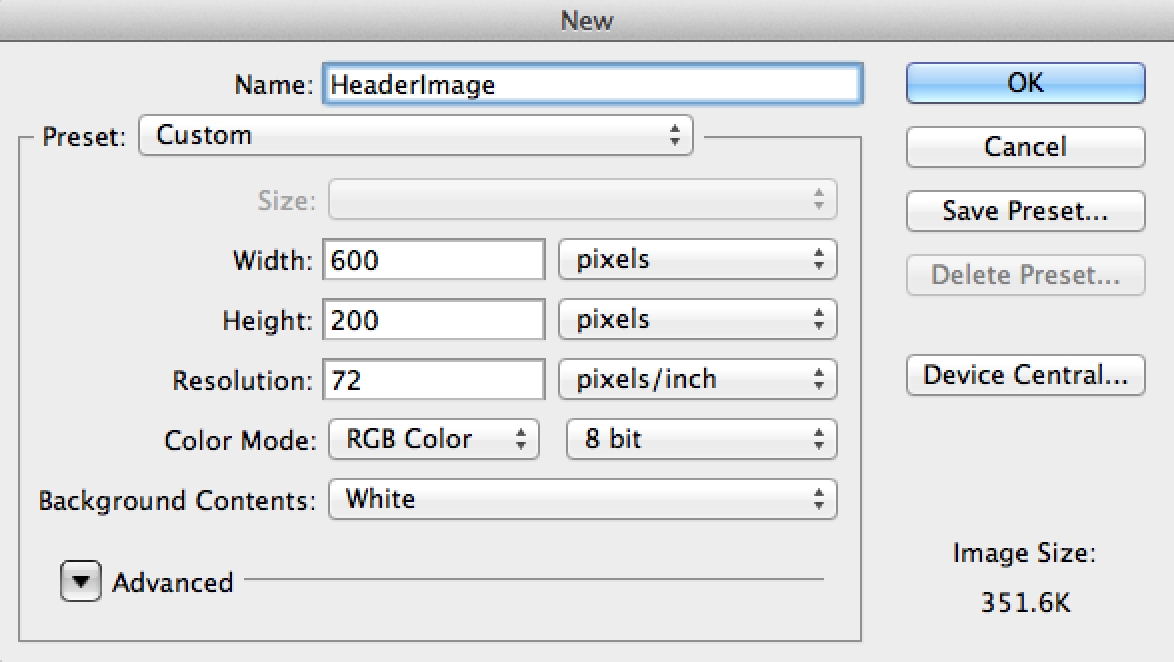 New
Name: HeaderImage
OK
Preset: Custom
Cancel
Size:
Save Preset...
Width: 600 pixels
Delete Preset...
Height: 200 pixels
Resolution: 72 pixels/inch
Device Central...
Color Mode: RGB Color 8 bit
Background Contents: White
Advanced
Image Size:
351.6K